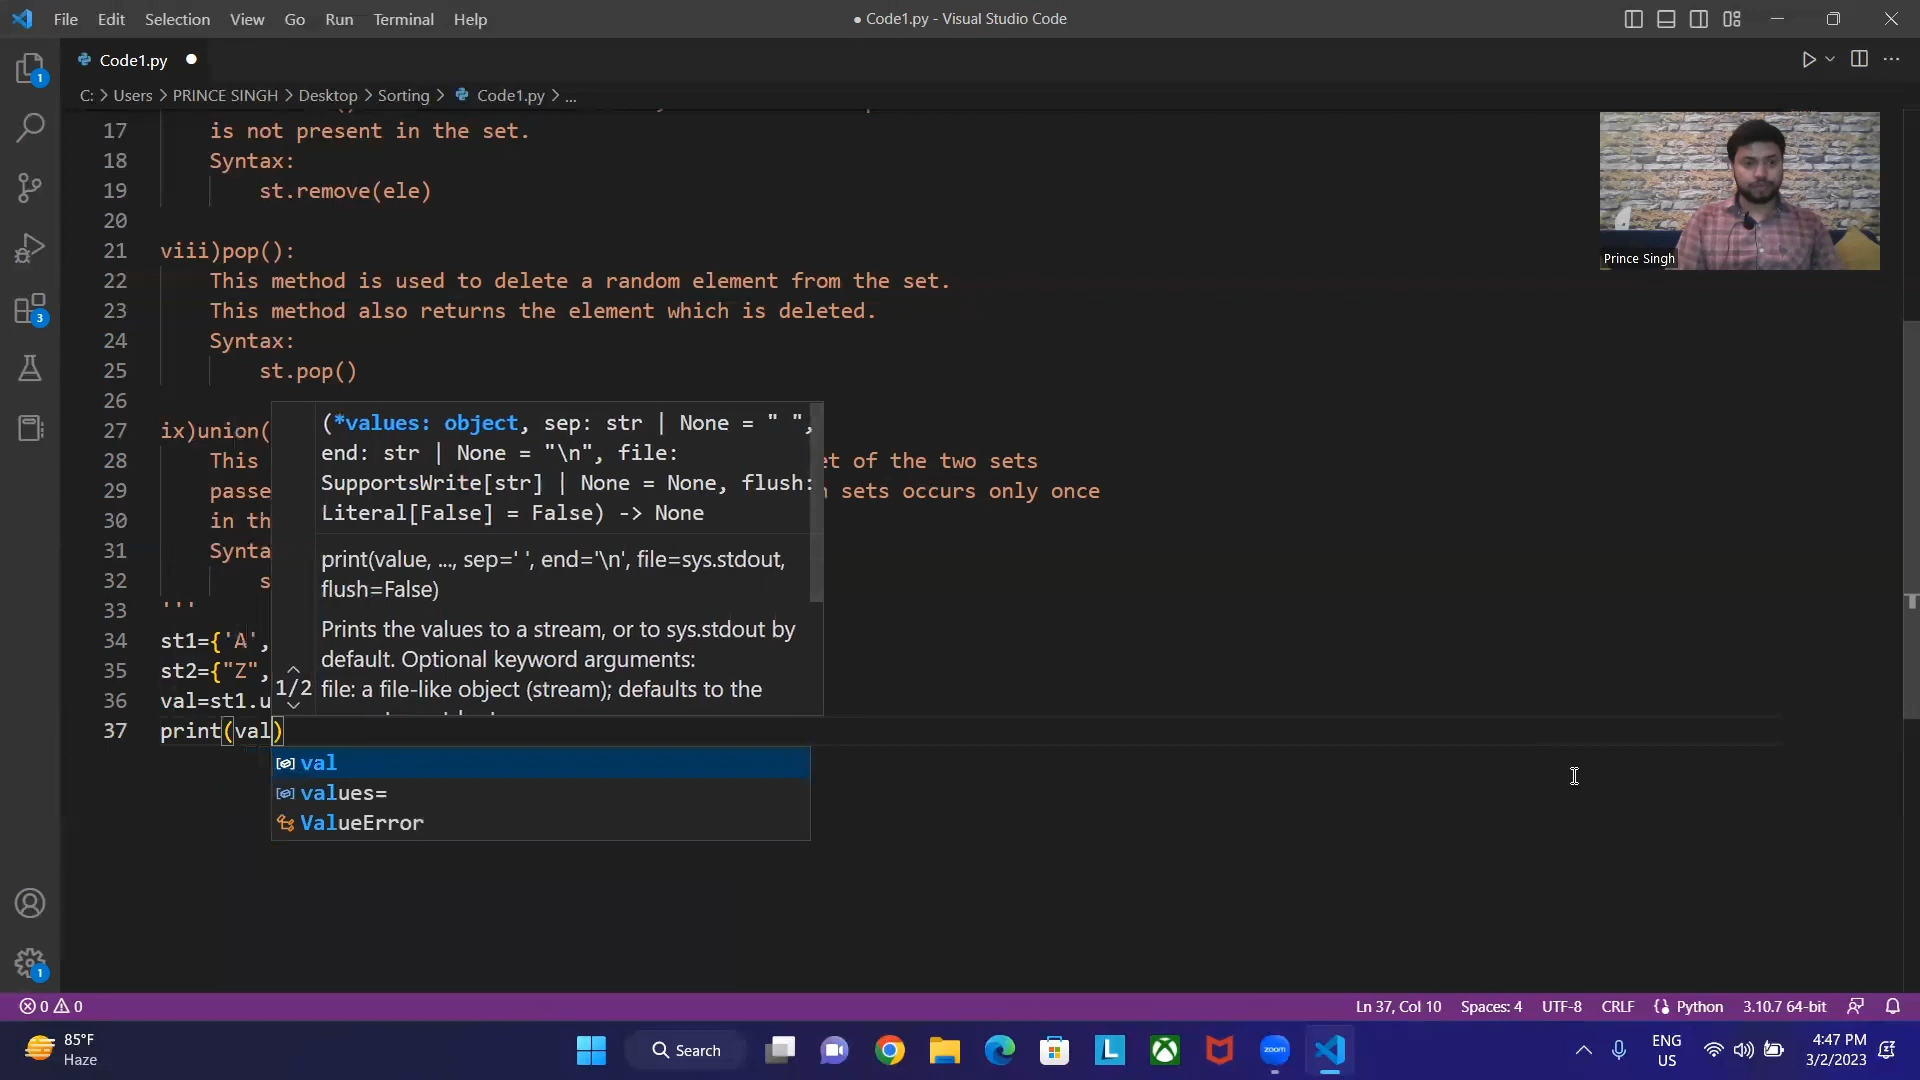 File Edit Selection View Go Run Terminal Help
● Code1.py - Visual Studio Code
Code1.py
C: > Users > PRINCE SINGH > Desktop > Sorting > Code1.py > ...
17 is not present in the set.
18 Syntax:
19 st.remove(ele)
20
21 viii)pop():
22 This method is used to delete a random element from the set.
23 This method also returns the element which is deleted.
24 Syntax:
25 st.pop()
26
27 ix)union(
28 This et of the two sets
29 passe sets occurs only once
30 in th
31 Synta
32 s
33 '''
34 st1={'A',
35 st2={"Z",
36 val=st1.u
37 print(val)
(*values: object, sep: str | None = " ",
end: str | None = "\n", file:
SupportsWrite[str] | None = None, flush:
Literal[False] = False) -> None
print(value, ..., sep=' ', end='\n', file=sys.stdout,
flush=False)
Prints the values to a stream, or to sys.stdout by
default. Optional keyword arguments:
file: a file-like object (stream); defaults to the
1/2
val
values=
ValueError
Prince Singh
1
3
1
0 0
Ln 37, Col 10 Spaces: 4 UTF-8 CRLF Python 3.10.7 64-bit
85°F
Haze
Search
zoom
ENG
US
4:47 PM
3/2/2023